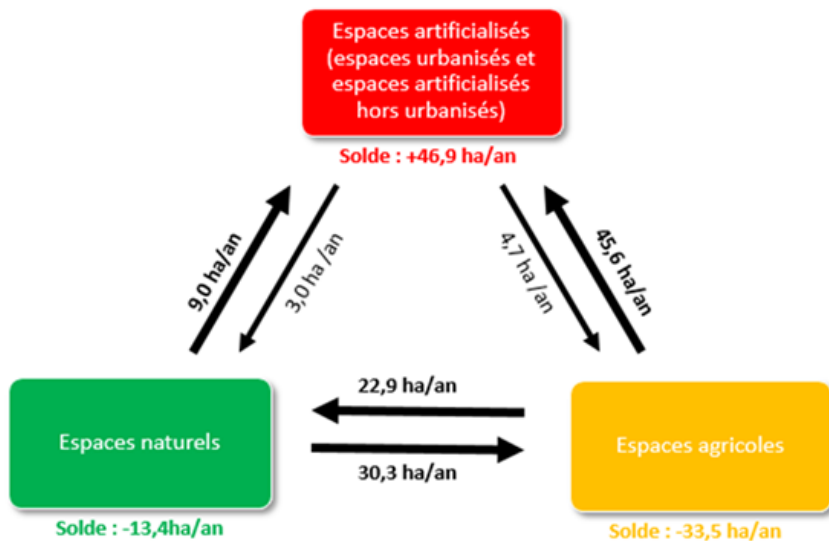 Espaces artificialisés
(espaces urbanisés et
espaces artificialisés
hors urbanisés)
Solde : +46,9 ha/an
9,0 ha/an
3,0 ha /an
4,7 ha /an
45,6 ha/an
22,9 ha/an
Espaces naturels
Espaces agricoles
30,3 ha/an
Solde : -13,4ha/an
Solde : -33,5 ha/an